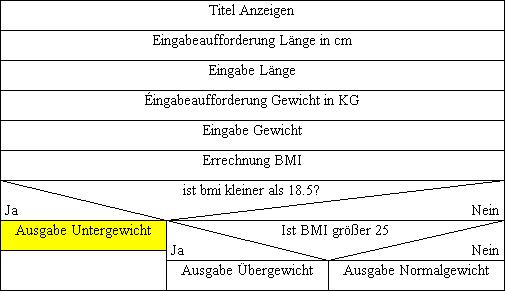 Titel Anzeigen
Eingabeaufforderung Länge in cm
Eingabe Länge
Éingabeaufforderung Gewicht in KG
Eingabe Gewicht
Errechnung BMI
ist bmi kleiner als 18.5?
Ja
Nein
Ausgabe Untergewicht
Ist BMI größer 25
Ja
Nein
Ausgabe Übergewicht
Ausgabe Normalgewicht